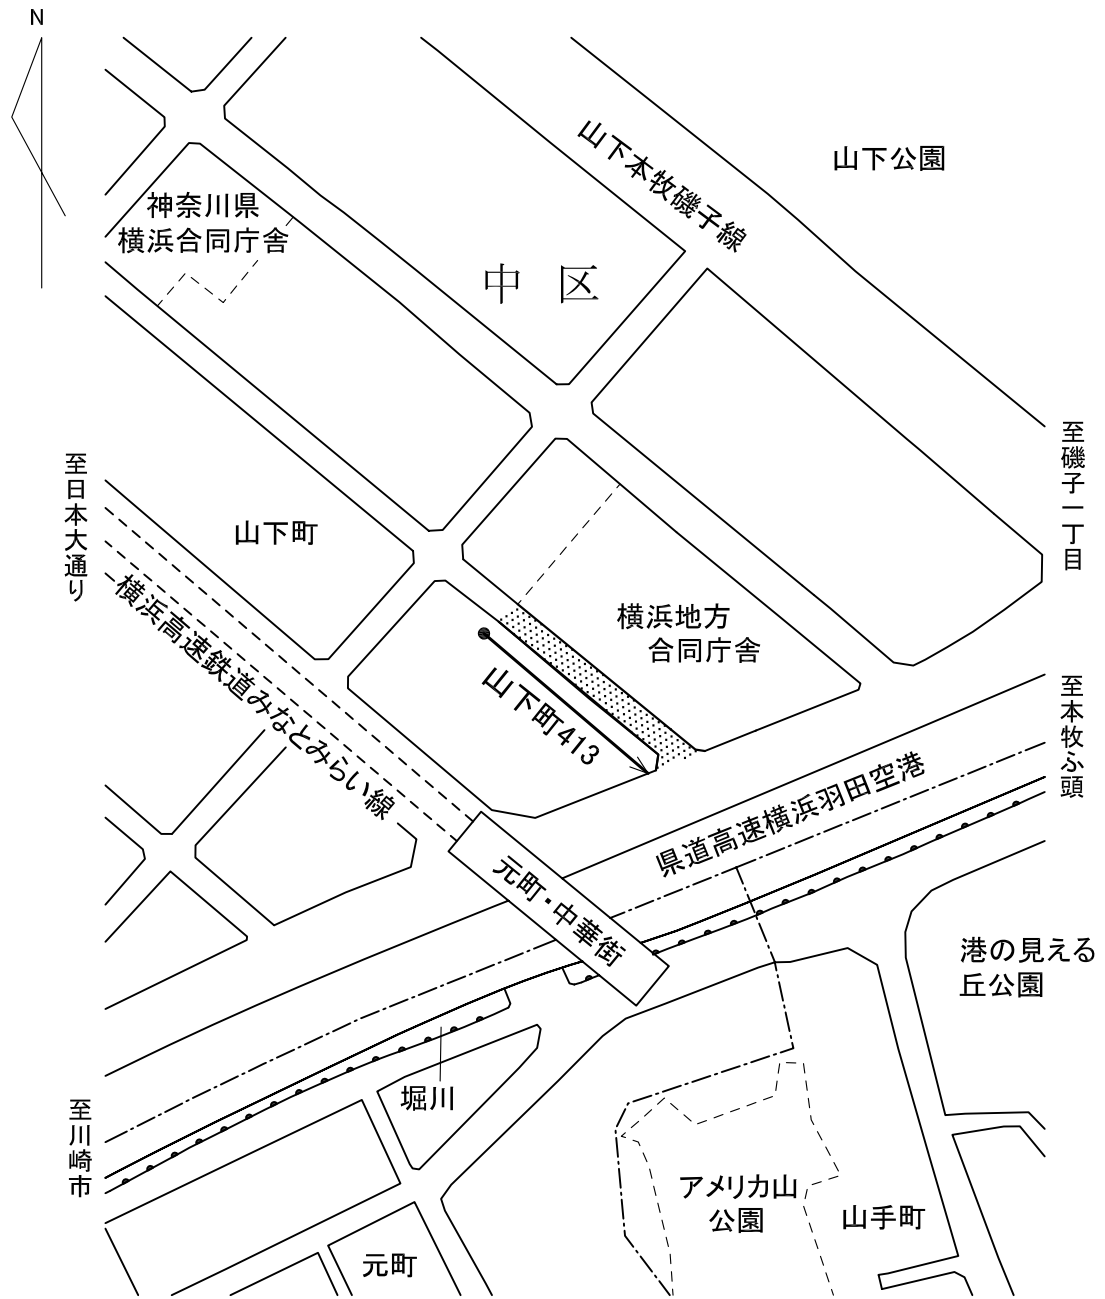 N
山下本牧磯子線
山下公園
神奈川県
横浜合同庁舎
中区
至磯子一丁目
至日本大通り
山下町
横浜高速鉄道みなとみらい線
横浜地方
合同庁舎
山下町413
至本牧ふ頭
県道高速横浜羽田空港
元町・中華街
港の見える
丘公園
堀川
至川崎市
アメリカ山
公園
山手町
元町